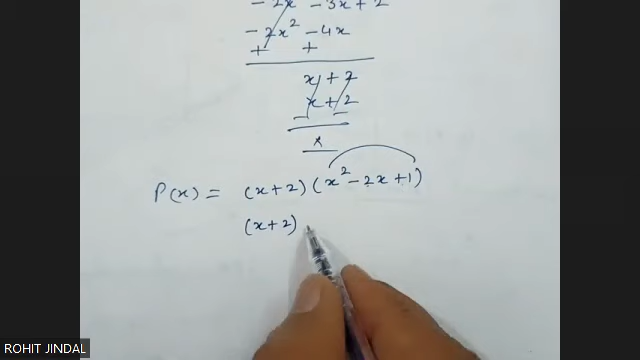 - 2x² - 3x + 2
- 2x² - 4x
+ +
x + 2
x + 2
- -
x
P(x) = (x+2)(x² - 2x + 1)
(x+2)
ROHIT JINDAL